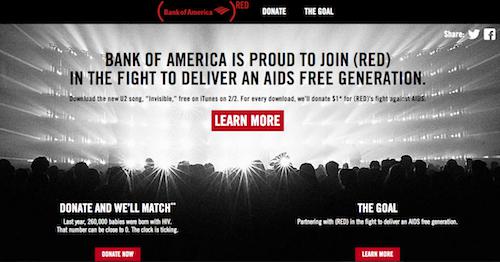 (BankofAmerica)RED
DONATE
THE GOAL
Share:
BANK OF AMERICA IS PROUD TO JOIN (RED)
IN THE FIGHT TO DELIVER AN AIDS FREE GENERATION.
Download the new U2 song, "Invisible," free on iTunes on 2/2. For every download, we'll donate $1* for (RED)'s fight against AIDS.
LEARN MORE
DONATE AND WE'LL MATCH**
Last year, 260,000 babies were born with HIV.
That number can be close to 0. The clock is ticking.
DONATE NOW
THE GOAL
Partnering with (RED) in the fight to deliver an AIDS free generation.
LEARN MORE